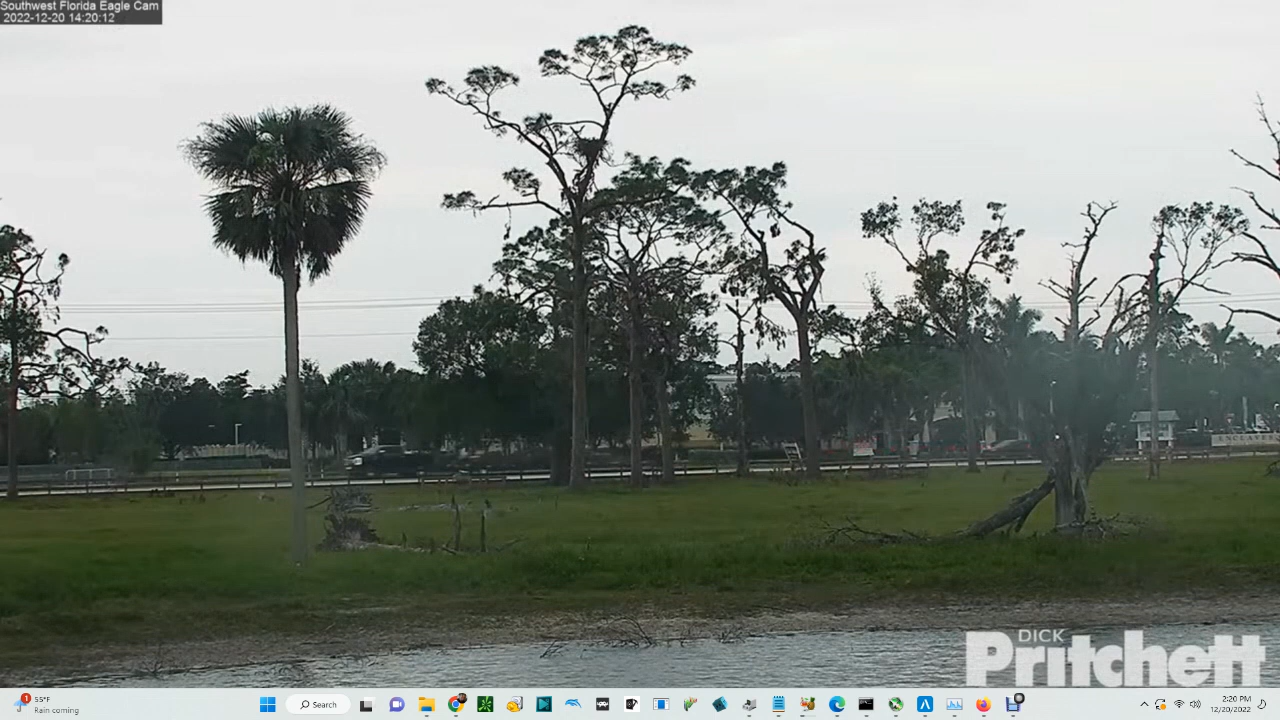 Southwest Florida Eagle Cam
2022-12-20 14:20:12
DICK
Pritchett
55°F
Rain coming
Search
2:20 PM
12/20/2022